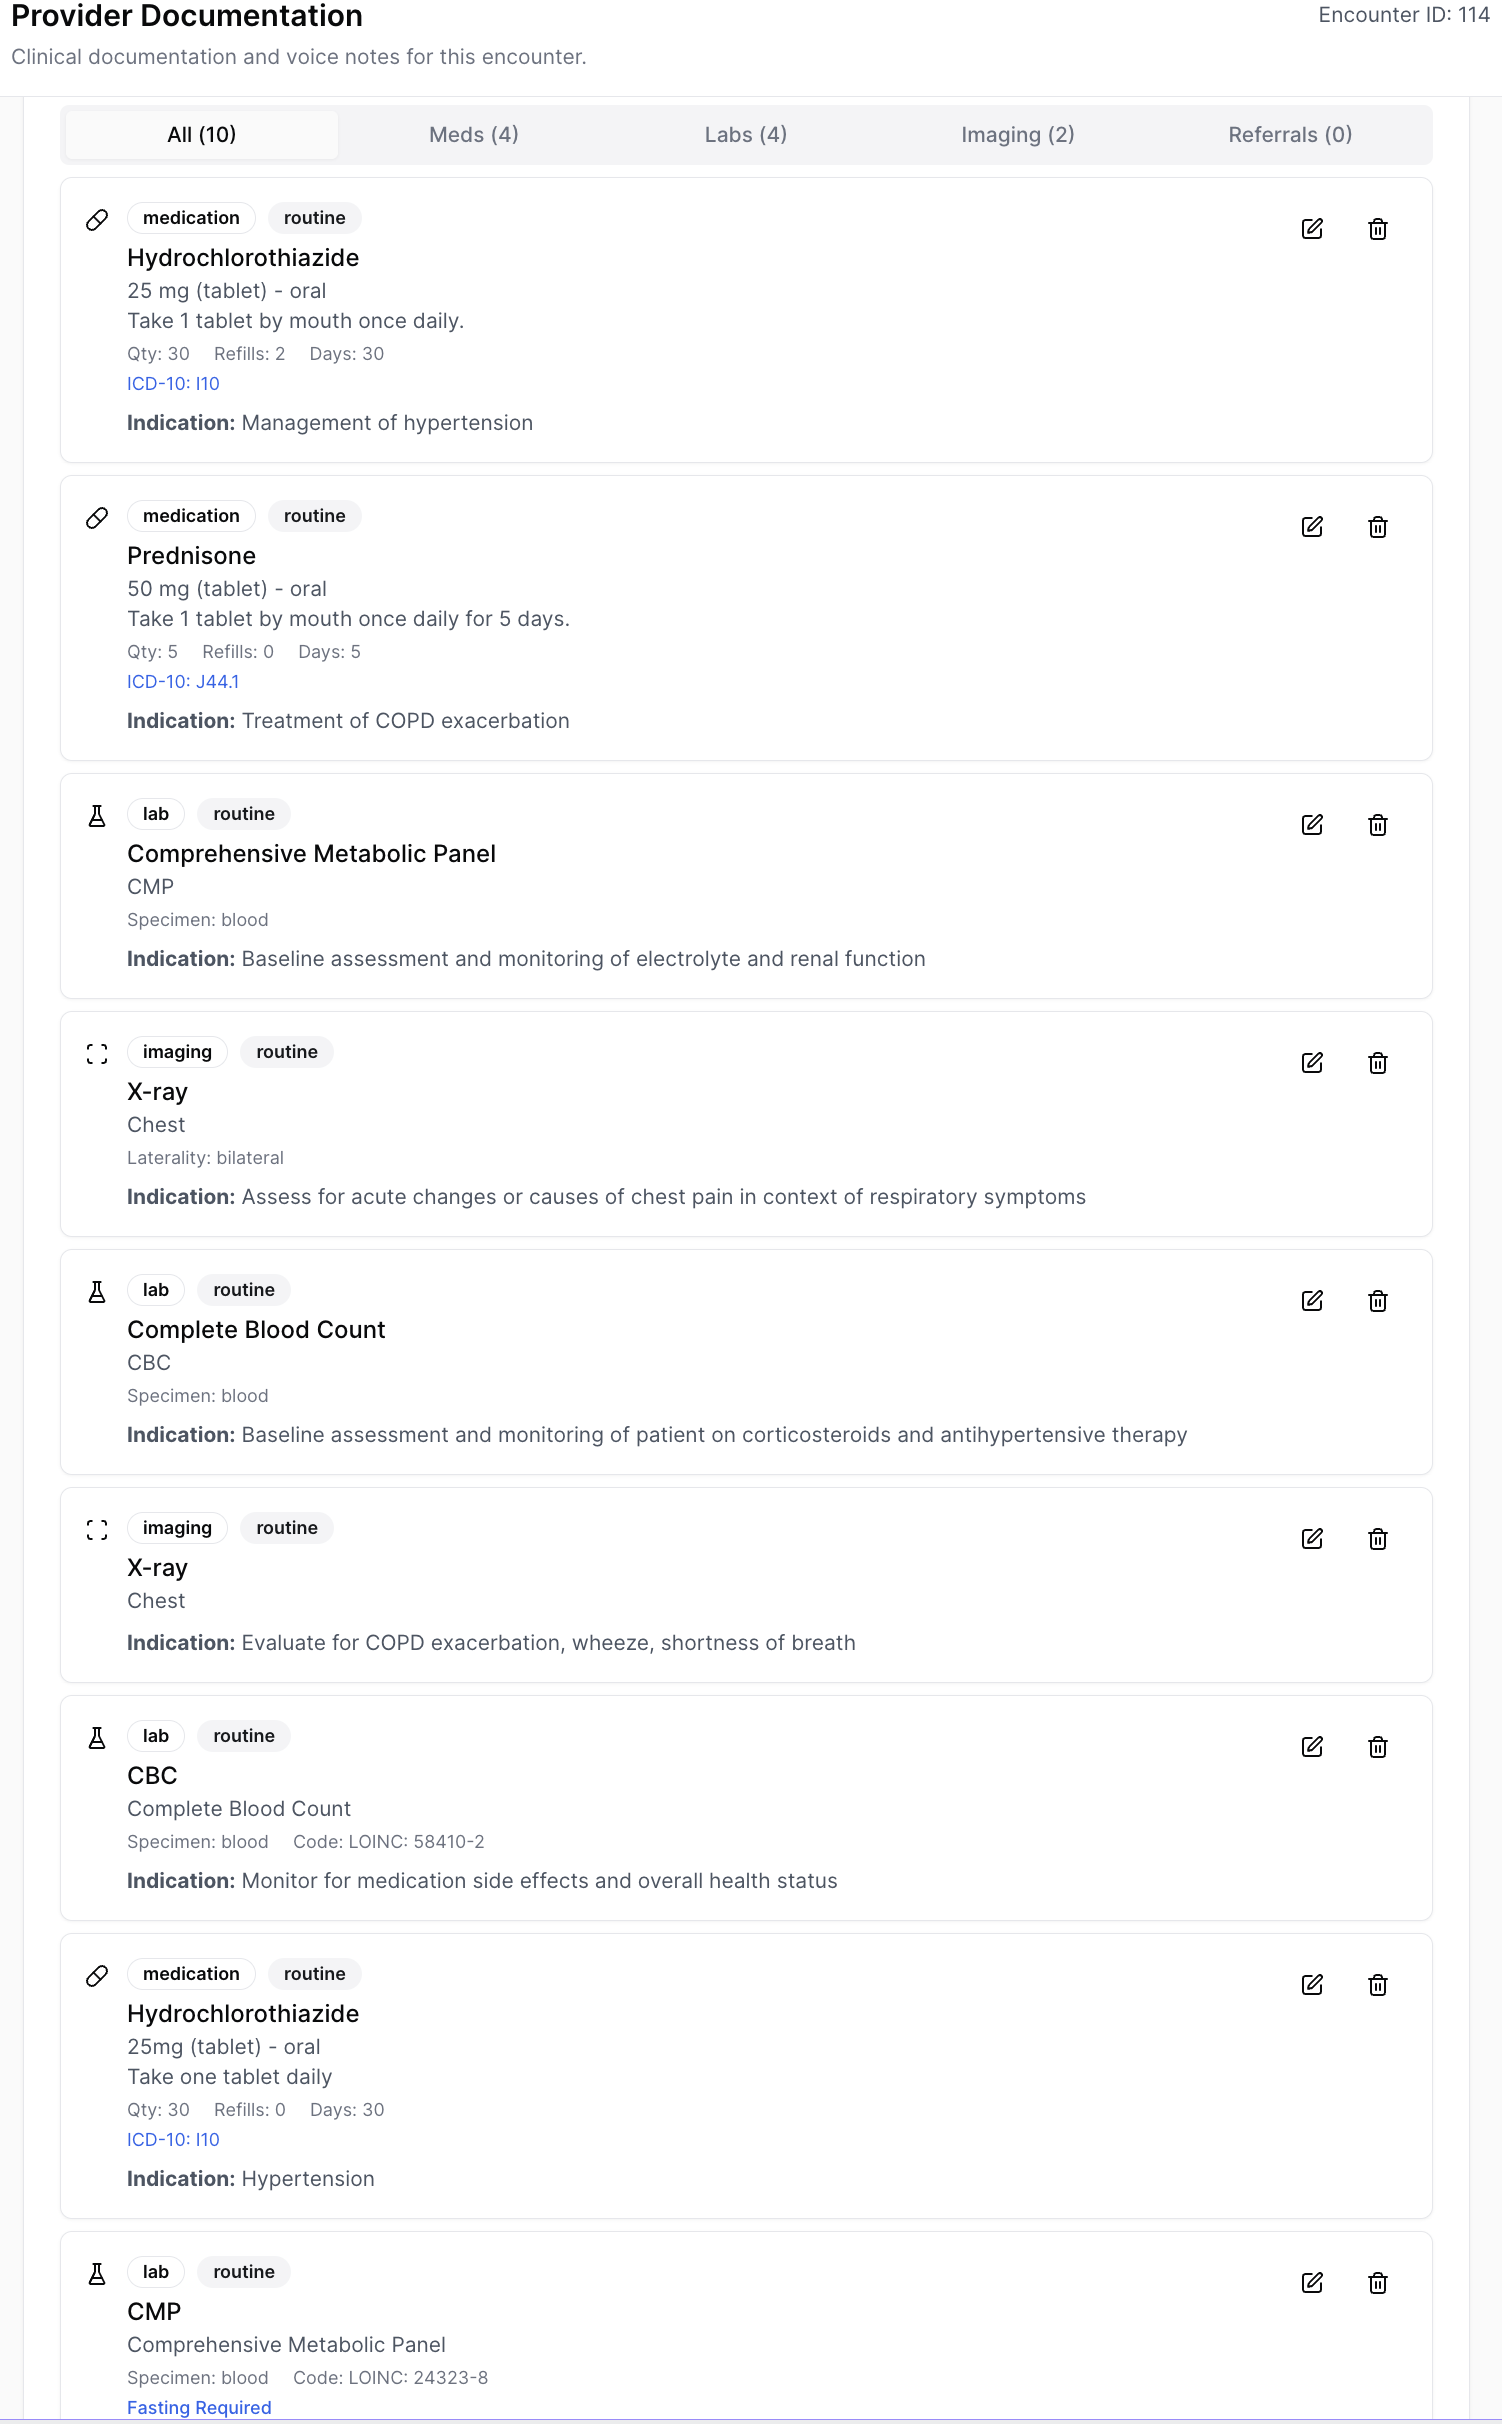 Provider Documentation
Encounter ID: 114
Clinical documentation and voice notes for this encounter.
All (10)
Meds (4)
Labs (4)
Imaging (2)
Referrals (0)
medication
routine
Hydrochlorothiazide
25 mg (tablet) - oral
Take 1 tablet by mouth once daily.
Qty: 30 Refills: 2 Days: 30
ICD-10: I10
Indication: Management of hypertension
medication
routine
Prednisone
50 mg (tablet) - oral
Take 1 tablet by mouth once daily for 5 days.
Qty: 5 Refills: 0 Days: 5
ICD-10: J44.1
Indication: Treatment of COPD exacerbation
lab
routine
Comprehensive Metabolic Panel
CMP
Specimen: blood
Indication: Baseline assessment and monitoring of electrolyte and renal function
imaging
routine
X-ray
Chest
Laterality: bilateral
Indication: Assess for acute changes or causes of chest pain in context of respiratory symptoms
lab
routine
Complete Blood Count
CBC
Specimen: blood
Indication: Baseline assessment and monitoring of patient on corticosteroids and antihypertensive therapy
imaging
routine
X-ray
Chest
Indication: Evaluate for COPD exacerbation, wheeze, shortness of breath
lab
routine
CBC
Complete Blood Count
Specimen: blood Code: LOINC: 58410-2
Indication: Monitor for medication side effects and overall health status
medication
routine
Hydrochlorothiazide
25mg (tablet) - oral
Take one tablet daily
Qty: 30 Refills: 0 Days: 30
ICD-10: I10
Indication: Hypertension
lab
routine
CMP
Comprehensive Metabolic Panel
Specimen: blood Code: LOINC: 24323-8
Fasting Required